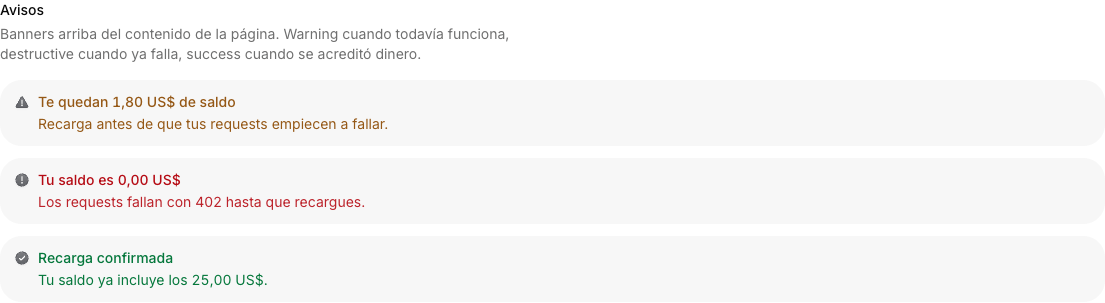 Avisos
Banners arriba del contenido de la página. Warning cuando todavía funciona,
destructive cuando ya falla, success cuando se acreditó dinero.
Te quedan 1,80 US$ de saldo
Recarga antes de que tus requests empiecen a fallar.
Tu saldo es 0,00 US$
Los requests fallan con 402 hasta que recargues.
Recarga confirmada
Tu saldo ya incluye los 25,00 US$.